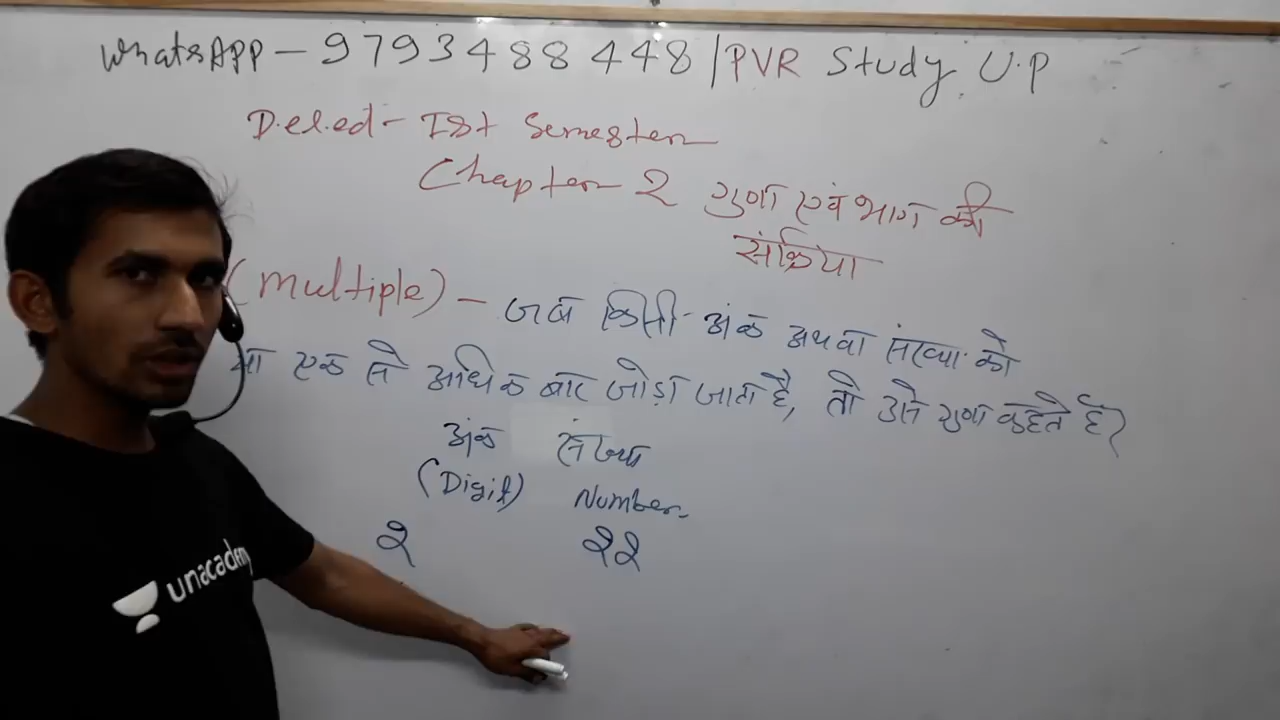 WhatsApp - 9793488448 | PVR Study U.P
D.el.ed - Ist Semester
Chapter 2 गुणा एवं भाग की
संक्रिया
(multiple) - जब किसी अंक अथवा संख्या को
एक से अधिक बार जोड़ा जाता है, तो उसे गुणा कहते हैं?
अंक संख्या
(Digit) Number
2 22
unacademy